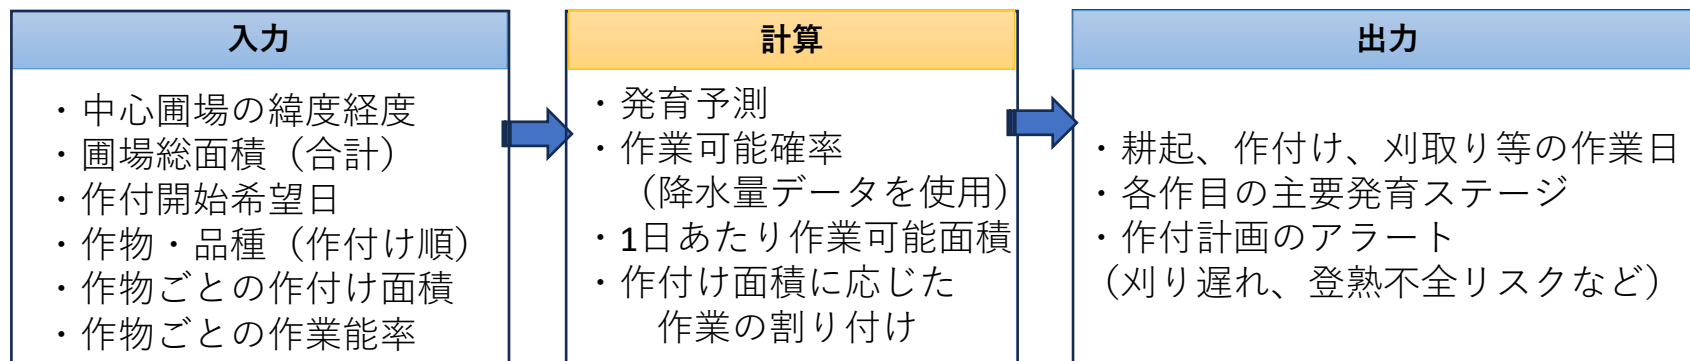 入力
・中心圃場の緯度経度
・圃場総面積（合計）
・作付開始希望日
・作物・品種（作付け順）
・作物ごとの作付け面積
・作物ごとの作業能率
計算
・発育予測
・作業可能確率
（降水量データを使用）
・1日あたり作業可能面積
・作付け面積に応じた
作業の割り付け
出力
・耕起、作付け、刈取り等の作業日
・各作目の主要発育ステージ
・作付計画のアラート
（刈り遅れ、登熟不全リスクなど）